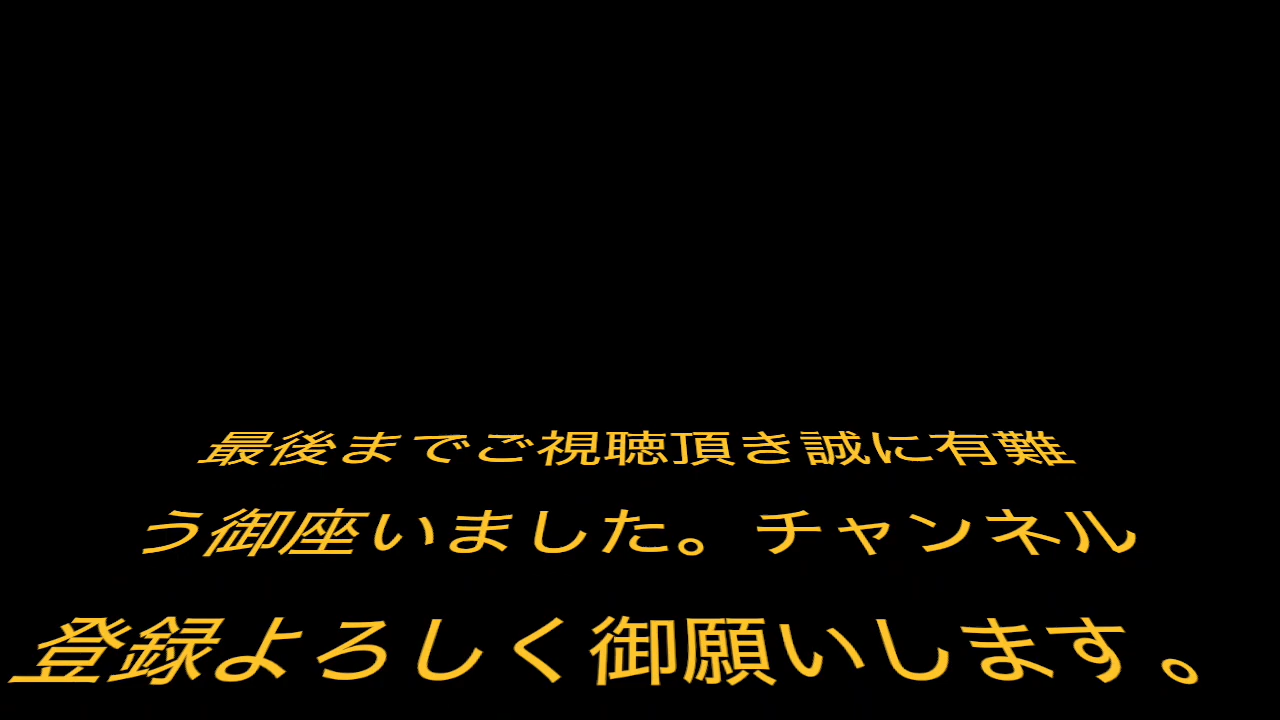 最後までご視聴頂き誠に有難
う御座いました。チャンネル
登録よろしく御願いします。